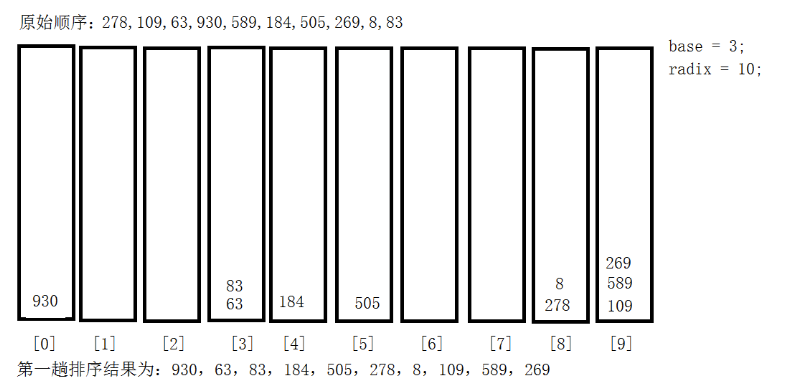 原始顺序：278,109,63,930,589,184,505,269,8,83
base = 3;
radix = 10;
269
83 8 589
930 63 184 505 278 109
[0] [1] [2] [3] [4] [5] [6] [7] [8] [9]
第一趟排序结果为：930，63，83，184，505，278，8，109，589，269